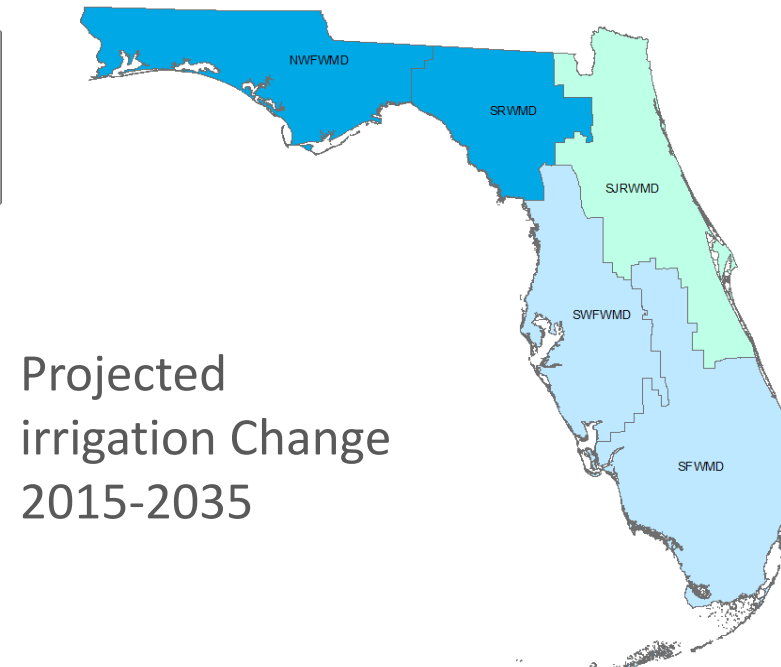 NWFWMD
SRWMD
SJRWMD
SWFWMD
SFWMD
Projected
irrigation Change
2015-2035